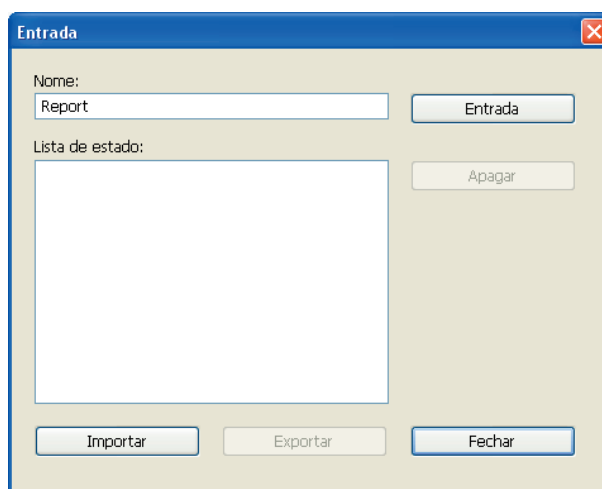 Entrada
Nome:
Report
Entrada
Lista de estado:
Apagar
Importar
Exportar
Fechar